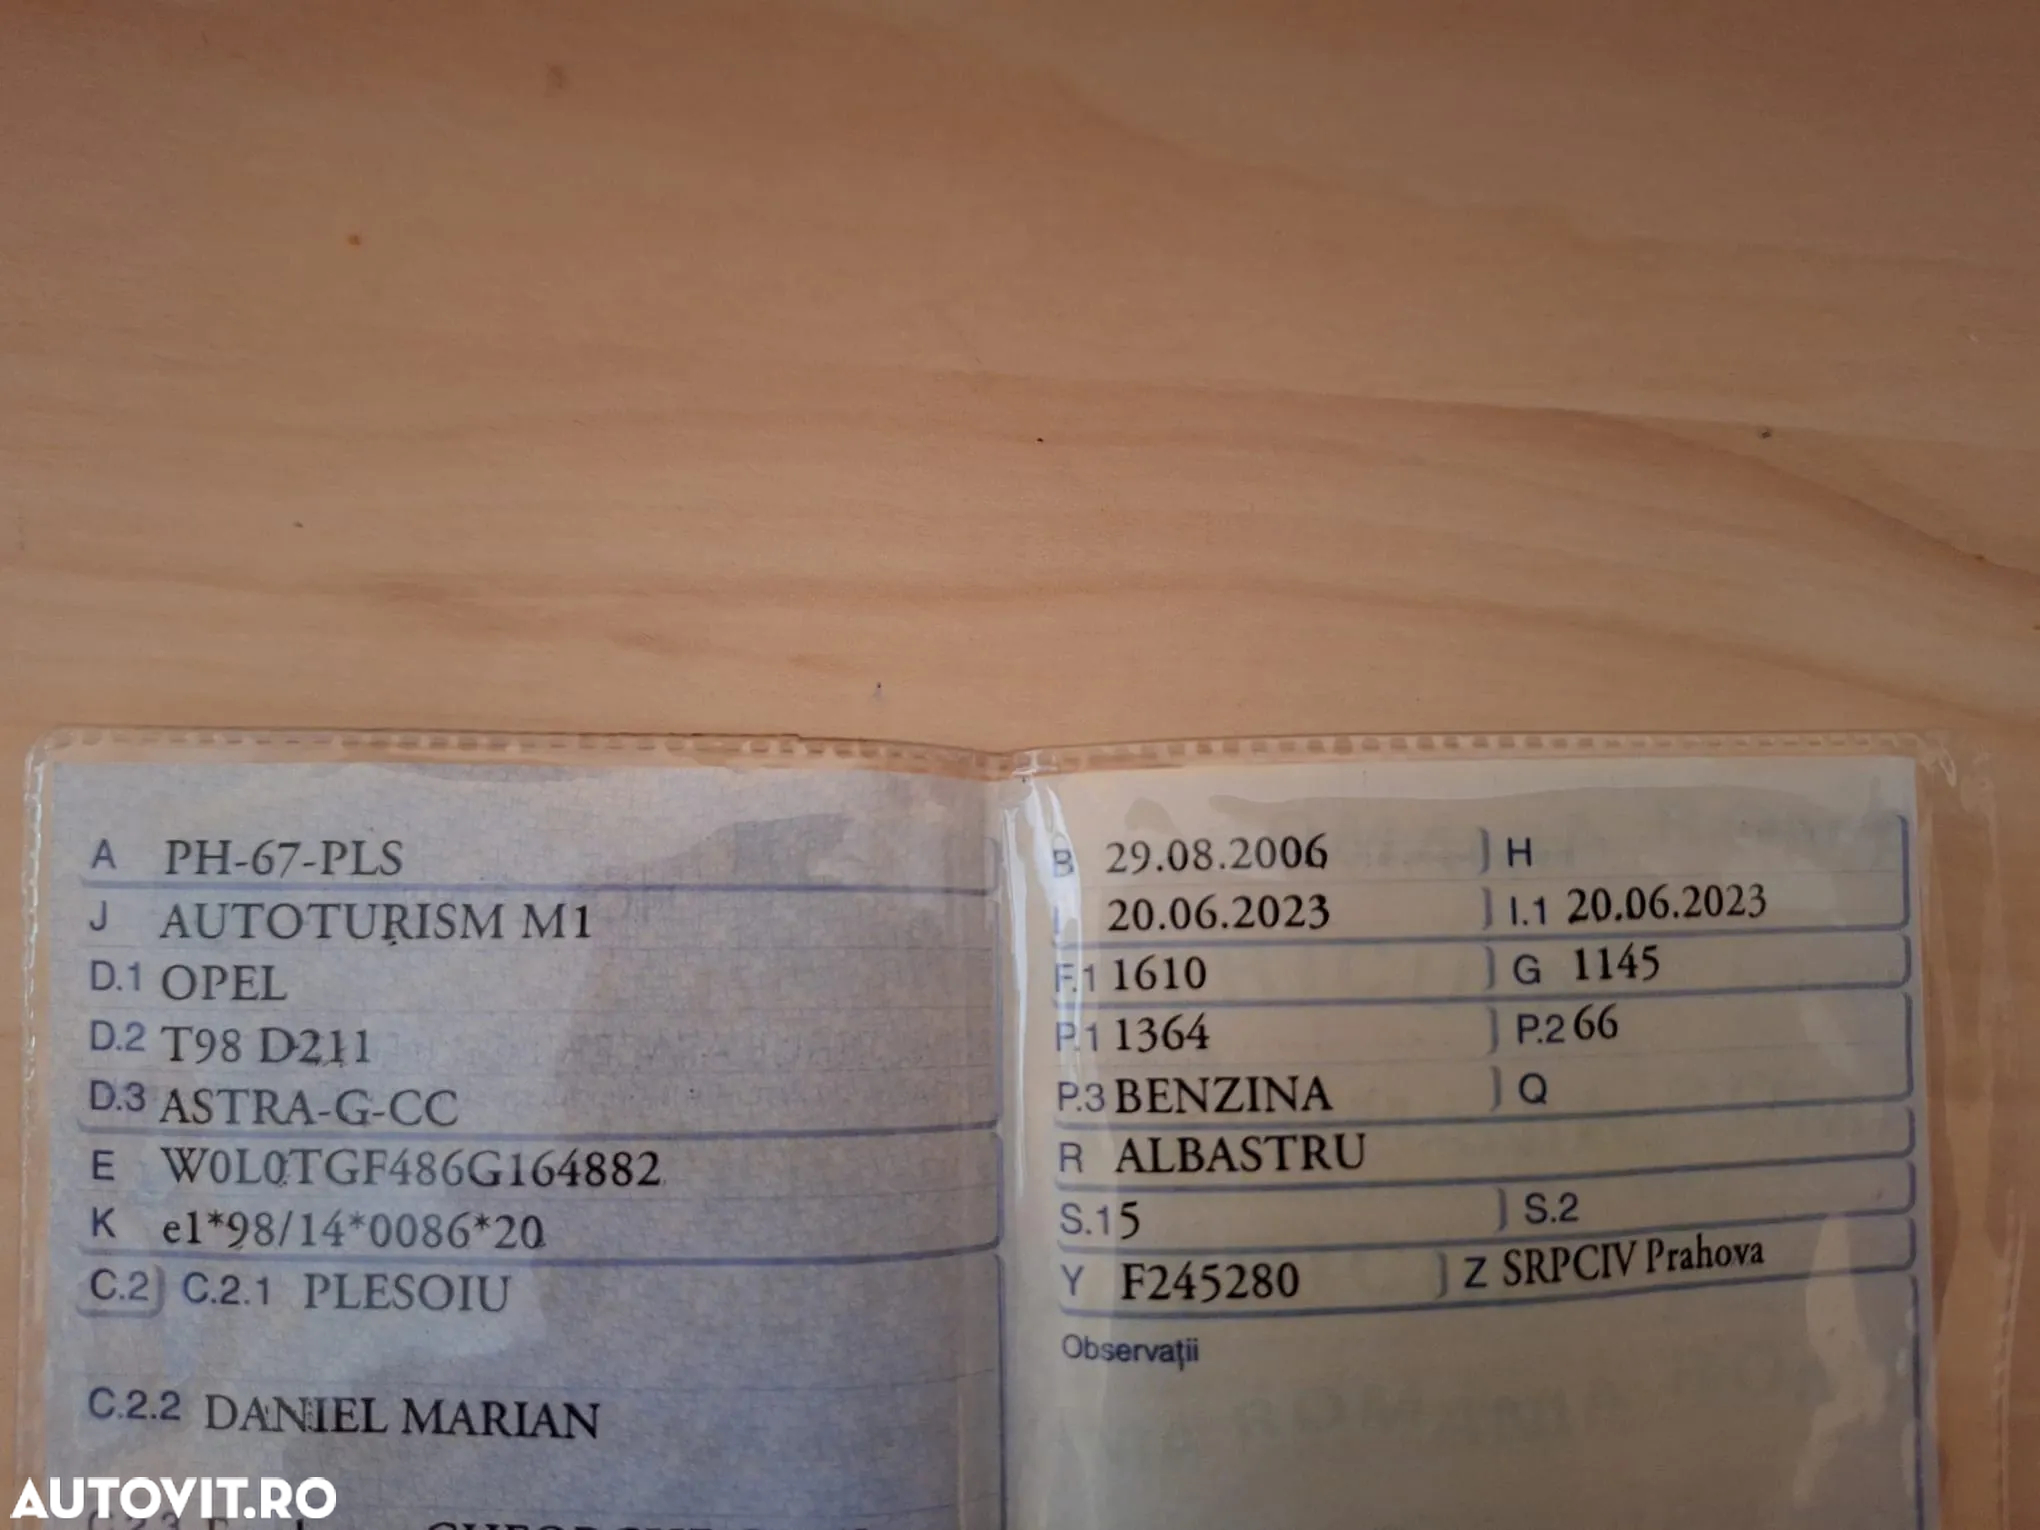 A PH-67-PLS
J AUTOTURISM M1
D.1 OPEL
D.2 T98 D211
D.3 ASTRA-G-CC
E W0L0TGF486G164882
K e1*98/14*0086*20
C.2 C.2.1 PLESOIU
C.2.2 DANIEL MARIAN
C.2.3
B 29.08.2006 H
I 20.06.2023 I.1 20.06.2023
F.1 1610 G 1145
P.1 1364 P.2 66
P.3 BENZINA Q
R ALBASTRU
S.1 5 S.2
Y F245280 Z SRPCIV Prahova
Observații
AUTOVIT.RO